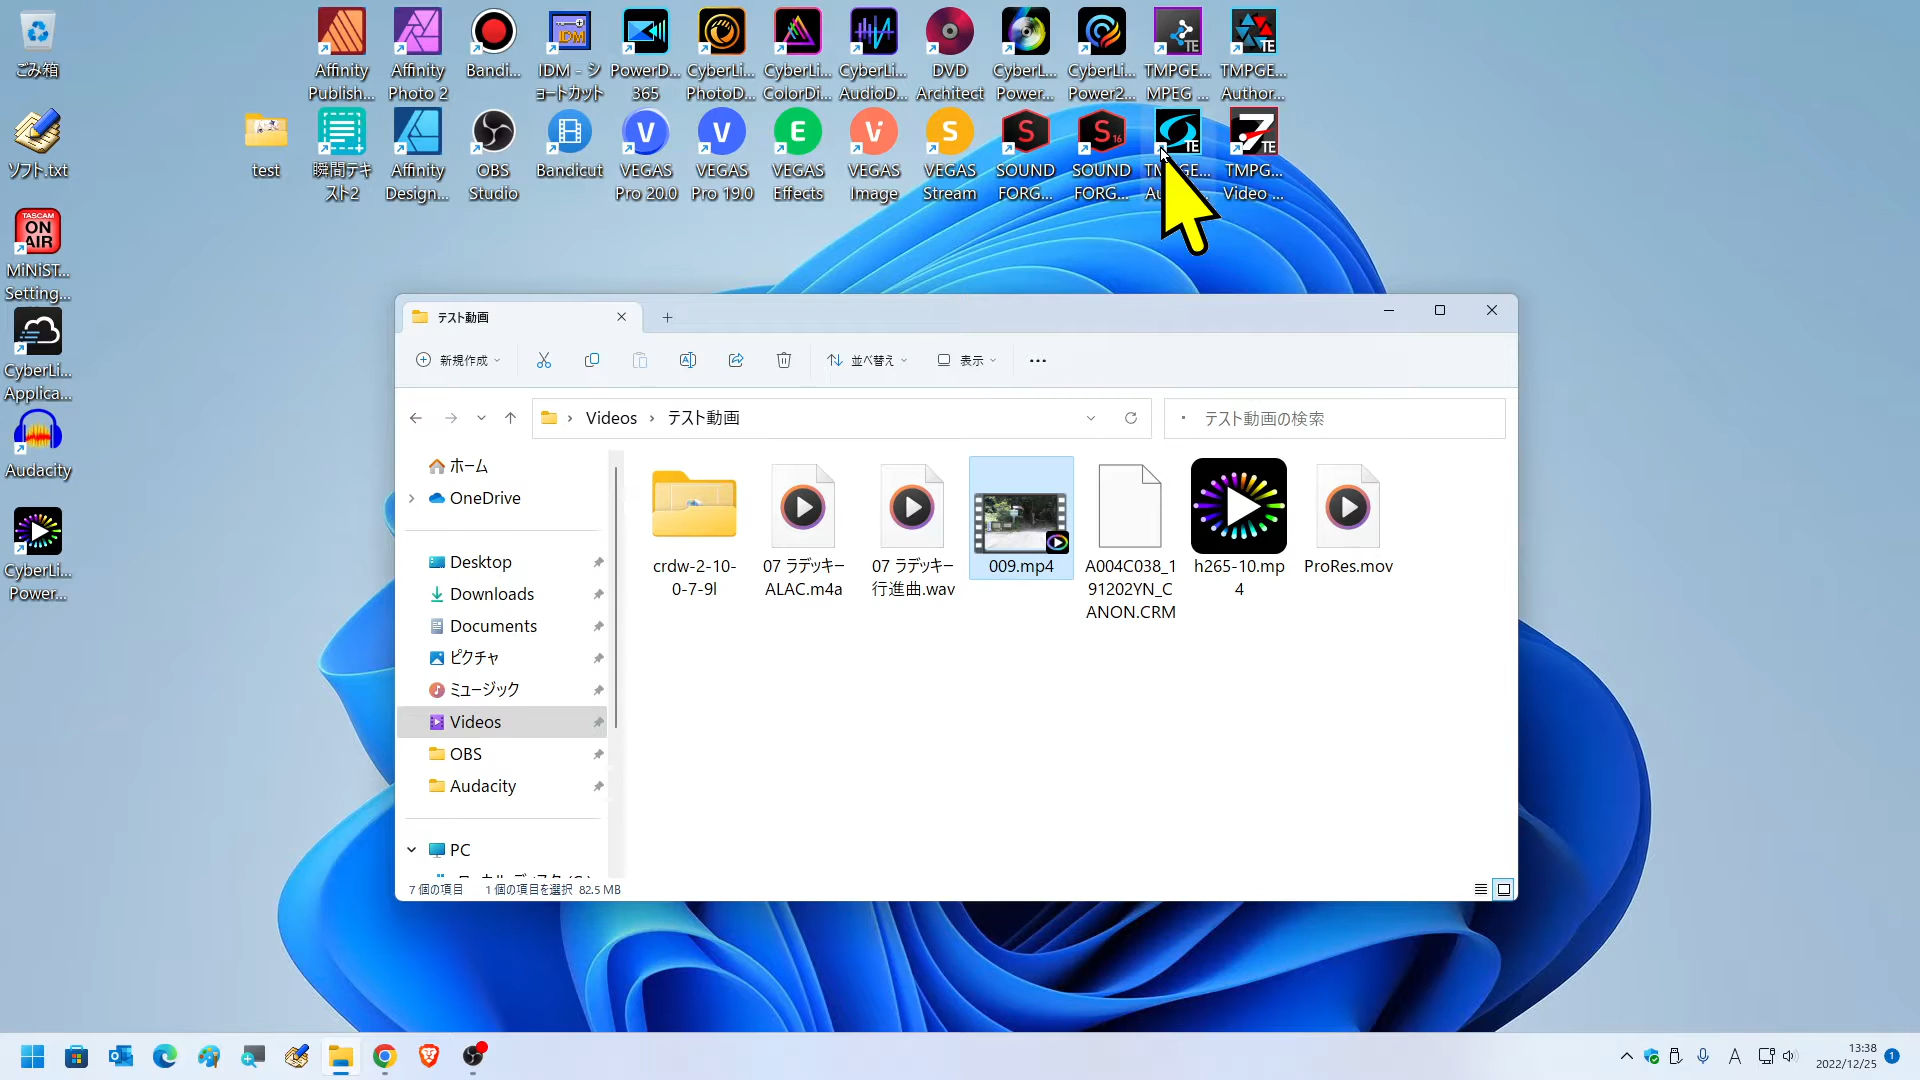 ごみ箱
Affinity
Publish...
Affinity
Photo 2
Bandi...
IDM - シ
ョートカット
PowerD...
365
CyberLi...
PhotoD...
CyberLi...
ColorDi...
CyberLi...
AudioD...
DVD
Architect
CyberL...
Power...
CyberLi...
Power2...
TMPGE...
MPEG ...
TMPGE...
Author...
ソフト.txt
test
瞬間テキ
スト2
Affinity
Design...
OBS
Studio
Bandicut
VEGAS
Pro 20.0
VEGAS
Pro 19.0
VEGAS
Effects
VEGAS
Image
VEGAS
Stream
SOUND
FORG...
SOUND
FORG...
TMPG...
Video ...
TASCAM
ON
AIR
MiNiST...
Setting...
CyberLi...
Applica...
Audacity
CyberLi...
Power...
テスト動画
新規作成
並べ替え
表示
Videos
テスト動画
テスト動画の検索
ホーム
OneDrive
Desktop
Downloads
Documents
ピクチャ
ミュージック
Videos
OBS
Audacity
PC
crdw-2-10-
0-7-9l
07 ラデッキー
ALAC.m4a
07 ラデッキー
行進曲.wav
009.mp4
A004C038_1
91202YN_C
ANON.CRM
h265-10.mp
4
ProRes.mov
7 個の項目
1 個の項目を選択 82.5 MB
A
13:38
2022/12/25
1